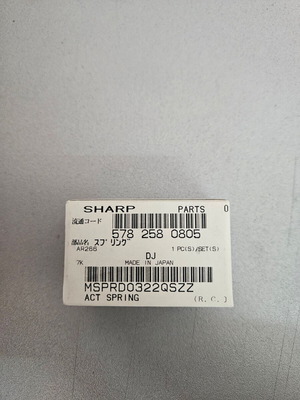 SHARP PARTS 0
流通コード
578 258 0805
部品名 スプリング
AR266 1 PC(S)/SET(S)
DJ
7K MADE IN JAPAN
MSPRD0322QSZZ
ACT SPRING (R.C.)